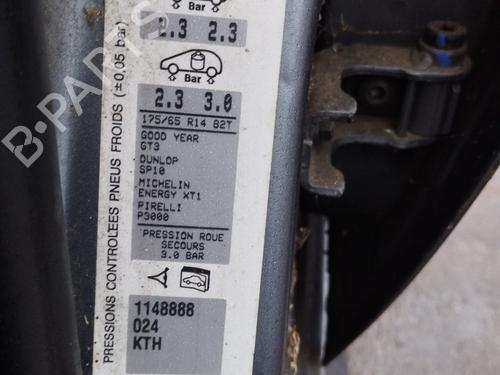 Bar
2.3 2.3
Bar
2.3 3.0
175/65 R14 82T
GOOD YEAR
GT3
DUNLOP
SP10
MICHELIN
ENERGY XT1
PIRELLI
P3000
PRESSION ROUE
SECOURS
3.0 BAR
1148888
024
KTH
PRESSIONS CONTROLEES PNEUS FROIDS (±0,05 bar)
B-PARTS